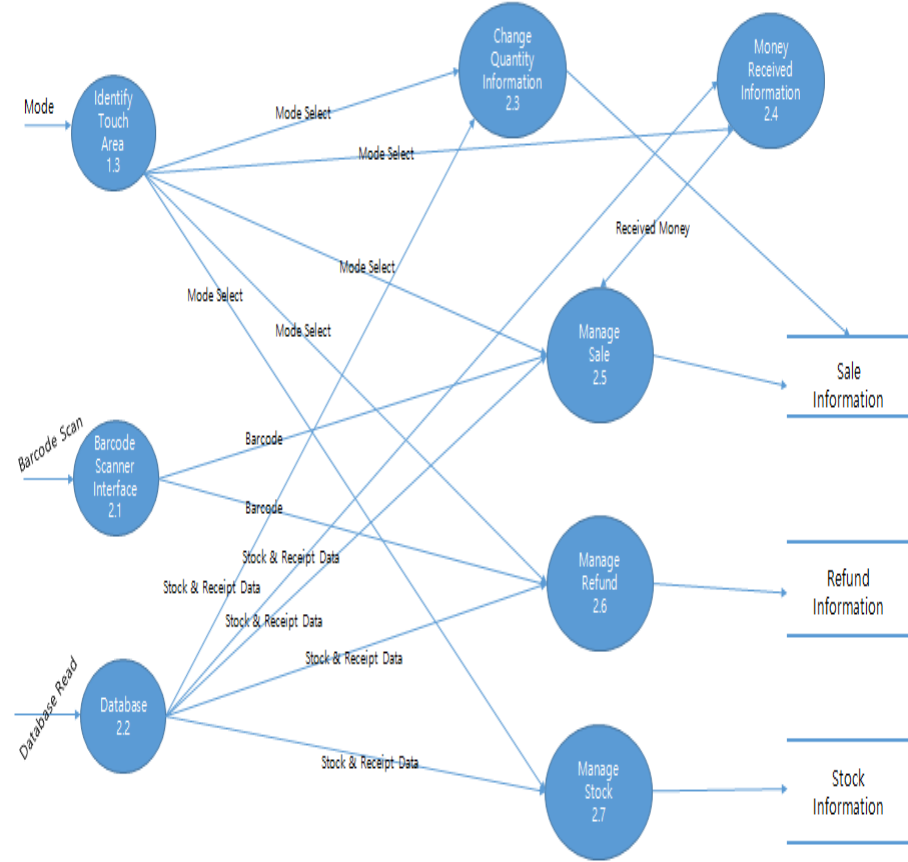 Change
Quantity
Information
2.3
Money
Received
Information
2.4
Mode
Identify
Touch
Area
1.3
Mode Select
Mode Select
Received Money
Mode Select
Mode Select
Mode Select
Manage
Sale
2.5
Sale
Information
Barcode Scan
Barcode
Scanner
Interface
2.1
Barcode
Barcode
Stock & Receipt Data
Stock & Receipt Data
Stock & Receipt Data
Stock & Receipt Data
Manage
Refund
2.6
Refund
Information
Database Read
Database
2.2
Stock & Receipt Data
Manage
Stock
2.7
Stock
Information